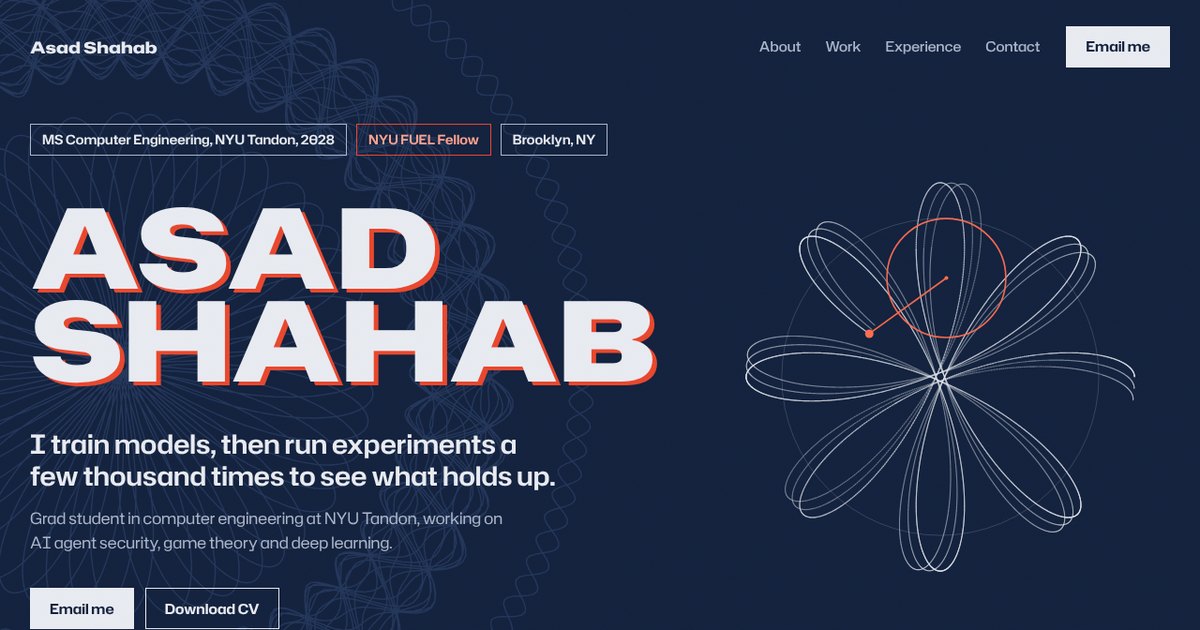 Asad Shahab
About Work Experience Contact Email me
MS Computer Engineering, NYU Tandon, 2028 NYU FUEL Fellow Brooklyn, NY
ASAD
SHAHAB
I train models, then run experiments a
few thousand times to see what holds up.
Grad student in computer engineering at NYU Tandon, working on
AI agent security, game theory and deep learning.
Email me Download CV